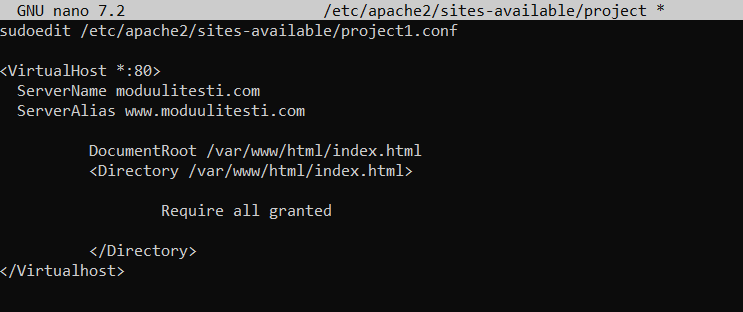 GNU nano 7.2 /etc/apache2/sites-available/project *
sudoedit /etc/apache2/sites-available/project1.conf
<VirtualHost *:80>
ServerName moduulitesti.com
ServerAlias www.moduulitesti.com
DocumentRoot /var/www/html/index.html
<Directory /var/www/html/index.html>
Require all granted
</Directory>
</Virtualhost>